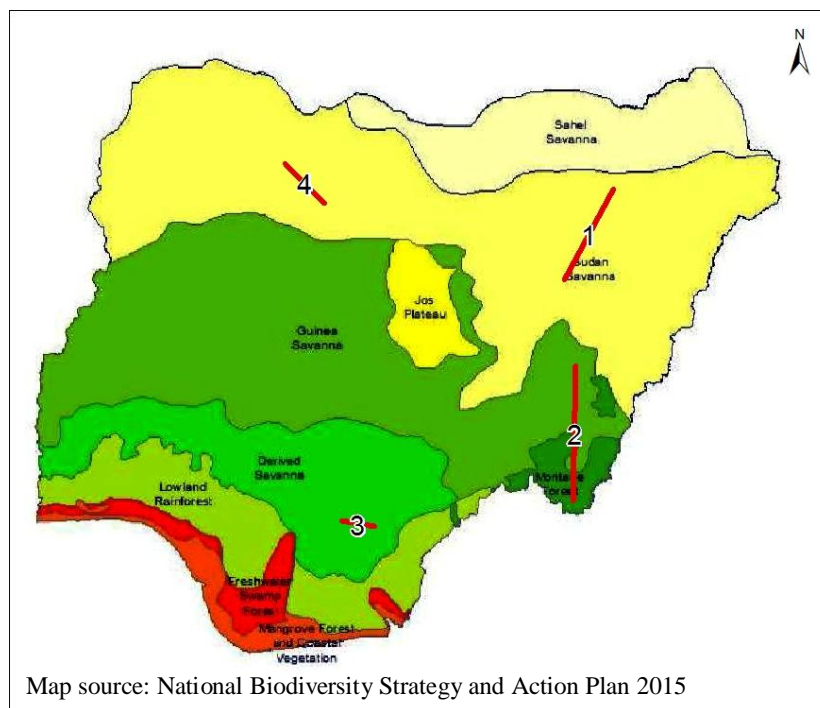 N
Sahel
Savanna
4
1
Sudan
Savanna
Jos
Plateau
Guinea
Savanna
2
Derived
Savanna
Montane
Forest
Lowland
Rainforest
3
Freshwater
Swamp
Forest
Mangrove Forest
and Coastal
Vegetation
Map source: National Biodiversity Strategy and Action Plan 2015